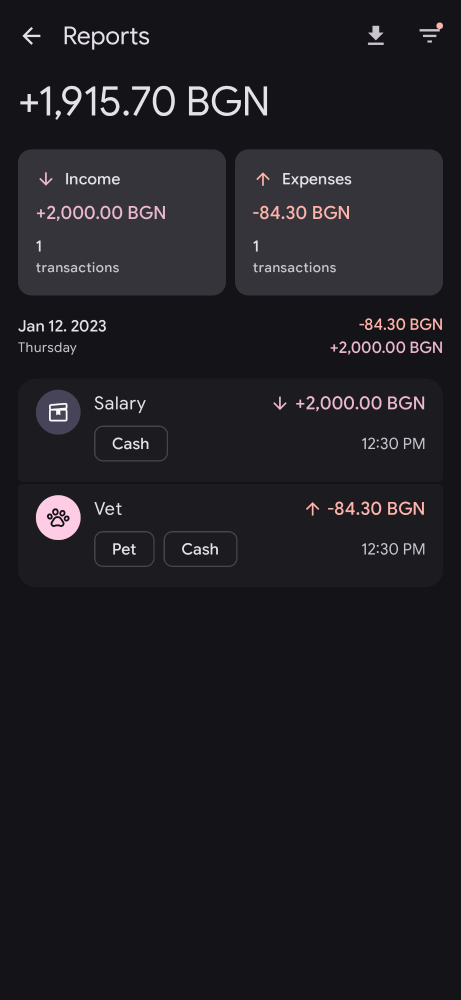 Reports
+1,915.70 BGN
Income
+2,000.00 BGN
1
transactions
Expenses
-84.30 BGN
1
transactions
Jan 12. 2023
-84.30 BGN
Thursday
+2,000.00 BGN
Salary
+2,000.00 BGN
Cash
12:30 PM
Vet
-84.30 BGN
Pet
Cash
12:30 PM